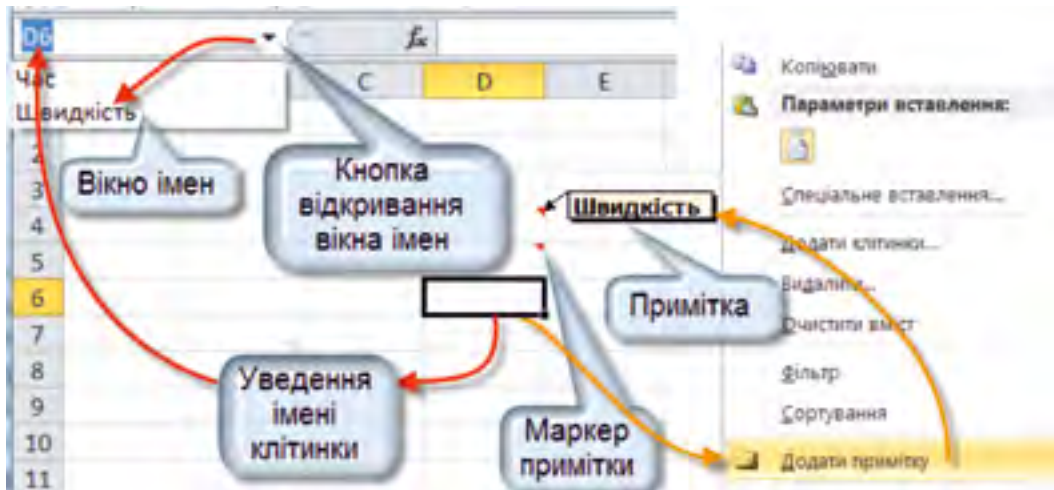 D6
fx
Час
Швидкість
C D E
2
3
4
5
6
7
8
9
10
11
Вікно імен
Кнопка
відкривання
вікна імен
Швидкість
Примітка
Уведення
імені
клітинки
Маркер
примітки
Копіювати
Параметри вставлення:
Спеціальне вставлення...
Додати клітинки...
Видалити...
Очистити вміст
Фільтр
Сортування
Додати примітку